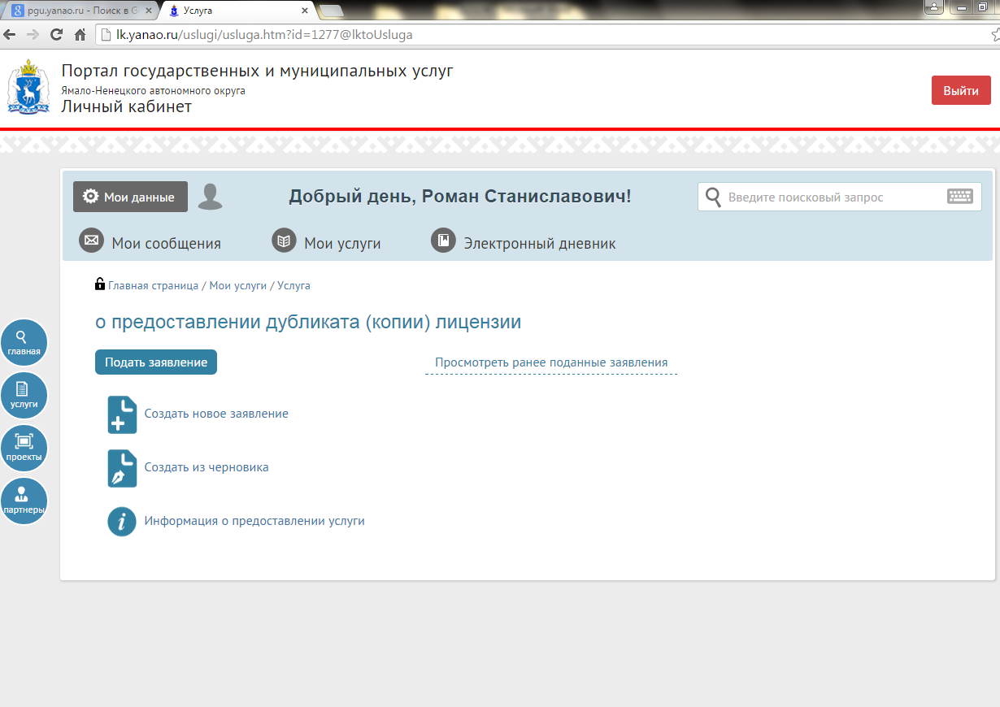 pgu.yanao.ru - Поиск в G
Услуга
lk.yanao.ru/uslugi/usluga.htm?id=1277@lktoUsluga
Портал государственных и муниципальных услуг
Ямало-Ненецкого автономного округа
Личный кабинет
Выйти
Мои данные
Добрый день, Роман Станиславович!
Введите поисковый запрос
Мои сообщения
Мои услуги
Электронный дневник
Главная страница / Мои услуги / Услуга
о предоставлении дубликата (копии) лицензии
Подать заявление
Просмотреть ранее поданные заявления
Создать новое заявление
Создать из черновика
Информация о предоставлении услуги
главная
услуги
проекты
партнеры